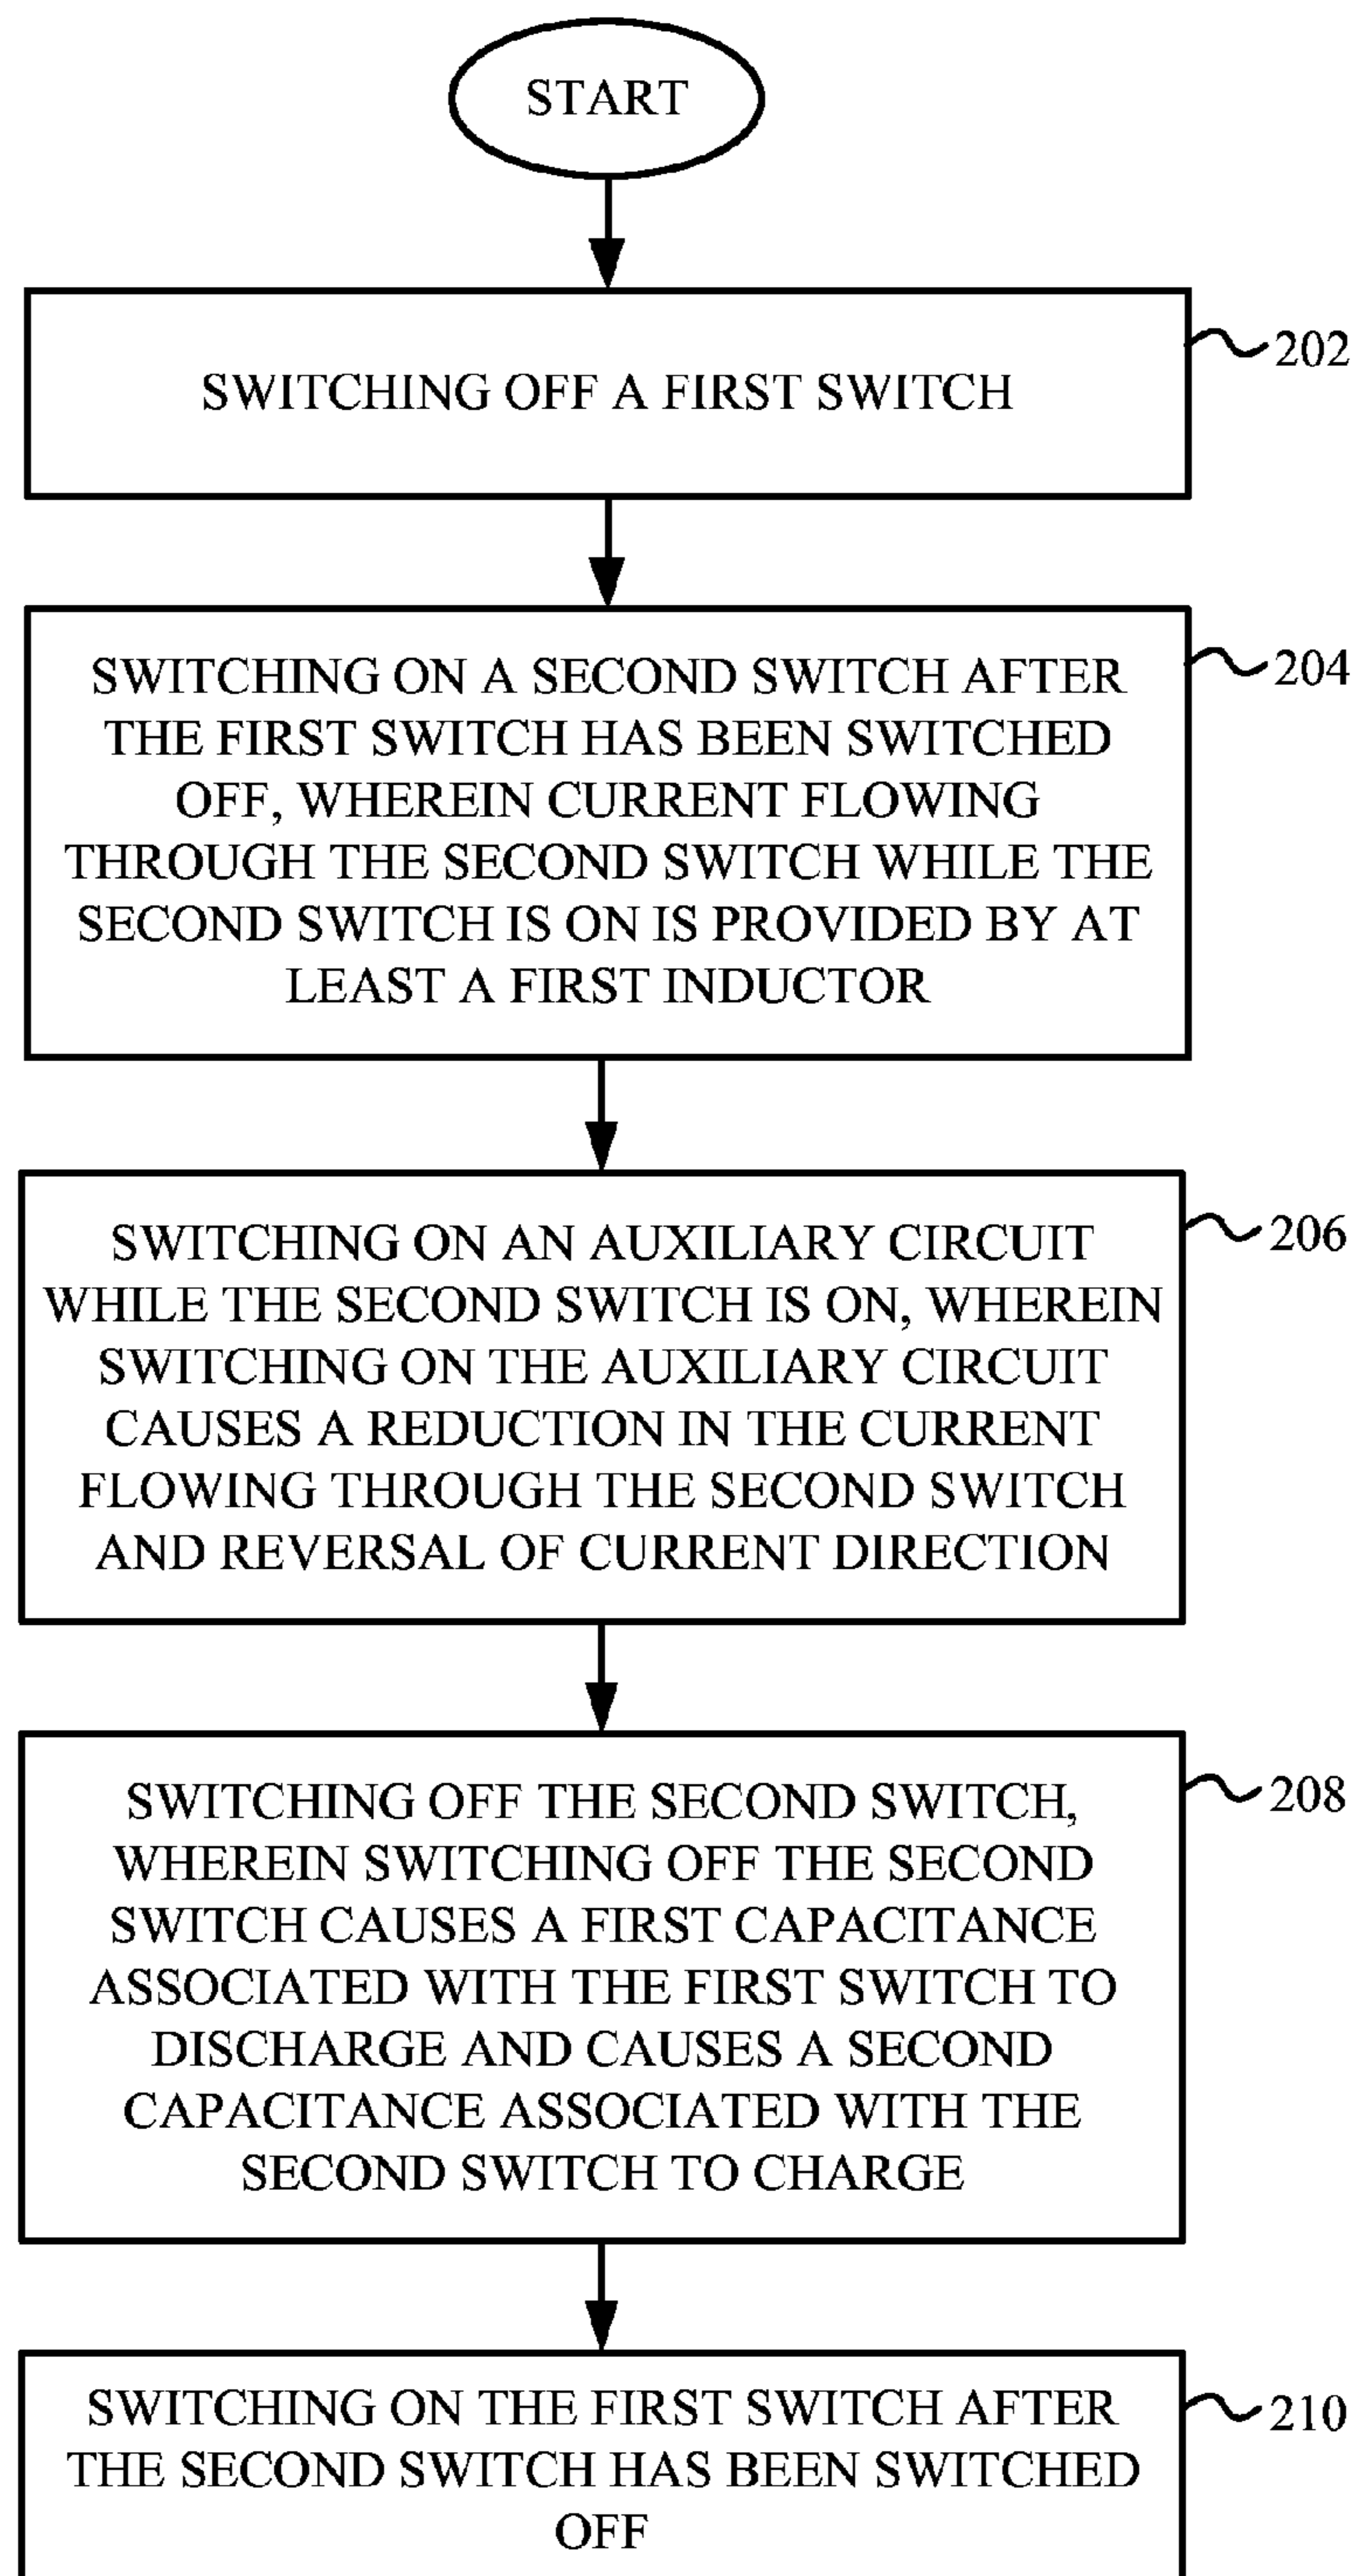 START
SWITCHING OFF A FIRST SWITCH
202
SWITCHING ON A SECOND SWITCH AFTER
THE FIRST SWITCH HAS BEEN SWITCHED
OFF, WHEREIN CURRENT FLOWING
THROUGH THE SECOND SWITCH WHILE THE
SECOND SWITCH IS ON IS PROVIDED BY AT
LEAST A FIRST INDUCTOR
204
SWITCHING ON AN AUXILIARY CIRCUIT
WHILE THE SECOND SWITCH IS ON, WHEREIN
SWITCHING ON THE AUXILIARY CIRCUIT
CAUSES A REDUCTION IN THE CURRENT
FLOWING THROUGH THE SECOND SWITCH
AND REVERSAL OF CURRENT DIRECTION
206
SWITCHING OFF THE SECOND SWITCH,
WHEREIN SWITCHING OFF THE SECOND
SWITCH CAUSES A FIRST CAPACITANCE
ASSOCIATED WITH THE FIRST SWITCH TO
DISCHARGE AND CAUSES A SECOND
CAPACITANCE ASSOCIATED WITH THE
SECOND SWITCH TO CHARGE
208
SWITCHING ON THE FIRST SWITCH AFTER
THE SECOND SWITCH HAS BEEN SWITCHED
OFF
210